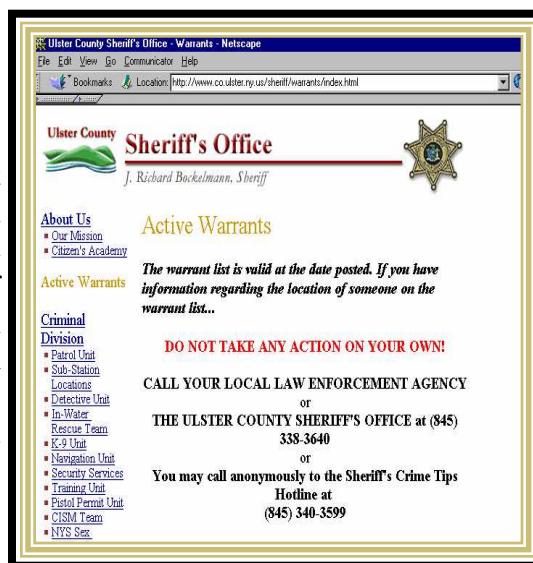 Ulster County Sheriff's Office - Warrants - Netscape
File Edit View Go Communicator Help
Bookmarks Location: http://www.co.ulster.ny.us/sheriff/warrants/index.html
Ulster County
Sheriff's Office
J. Richard Bockelmann, Sheriff
About Us
Our Mission
Citizen's Academy
Active Warrants
Criminal
Division
Patrol Unit
Sub-Station
Locations
Detective Unit
In-Water
Rescue Team
K-9 Unit
Navigation Unit
Security Services
Training Unit
Pistol Permit Unit
CISM Team
NYS Sex
Active Warrants
The warrant list is valid at the date posted. If you have
information regarding the location of someone on the
warrant list...
DO NOT TAKE ANY ACTION ON YOUR OWN!
CALL YOUR LOCAL LAW ENFORCEMENT AGENCY
or
THE ULSTER COUNTY SHERIFF'S OFFICE at (845)
338-3640
or
You may call anonymously to the Sheriff's Crime Tips
Hotline at
(845) 340-3599